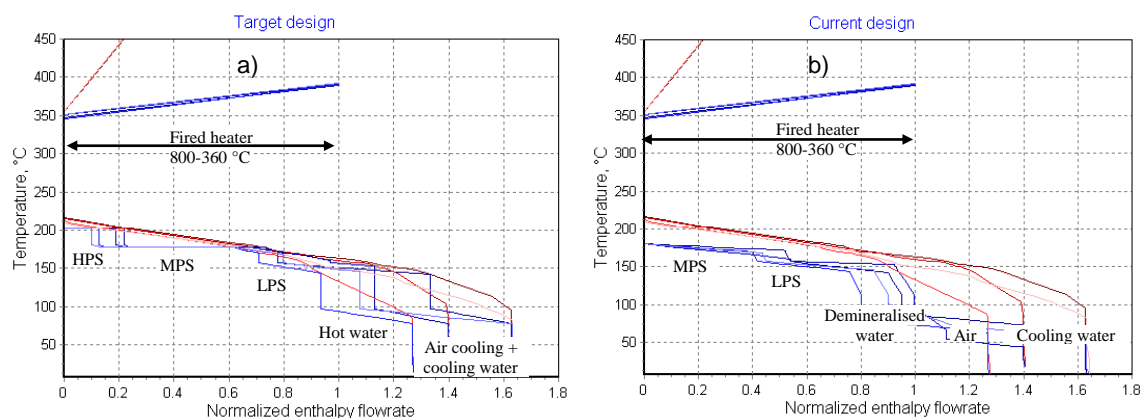 Target design
a)
450
400
350
300
250
200
150
100
50
Temperature, °C
Fired heater
800-360 °C
HPS
MPS
LPS
Hot water
Air cooling +
cooling water
0 0.2 0.4 0.6 0.8 1 1.2 1.4 1.6 1.8
Normalized enthalpy flowrate
Current design
b)
450
400
350
300
250
200
150
100
50
Temperature, °C
Fired heater
800-360 °C
MPS
LPS
Demineralised
water
Air
Cooling water
0 0.2 0.4 0.6 0.8 1 1.2 1.4 1.6 1.8
Normalized enthalpy flowrate